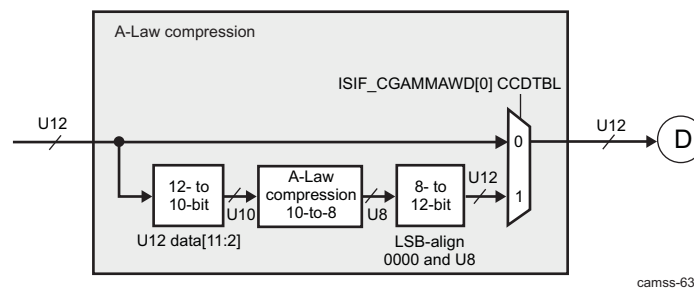 A-Law compression
ISIF_CGAMMAWD[0] CCDTBL
U12
U12
D
0
12- to
10-bit
U10
A-Law
compression
10-to-8
U8
8- to
12-bit
U12
1
U12 data[11:2]
LSB-align
0000 and U8
camss-63